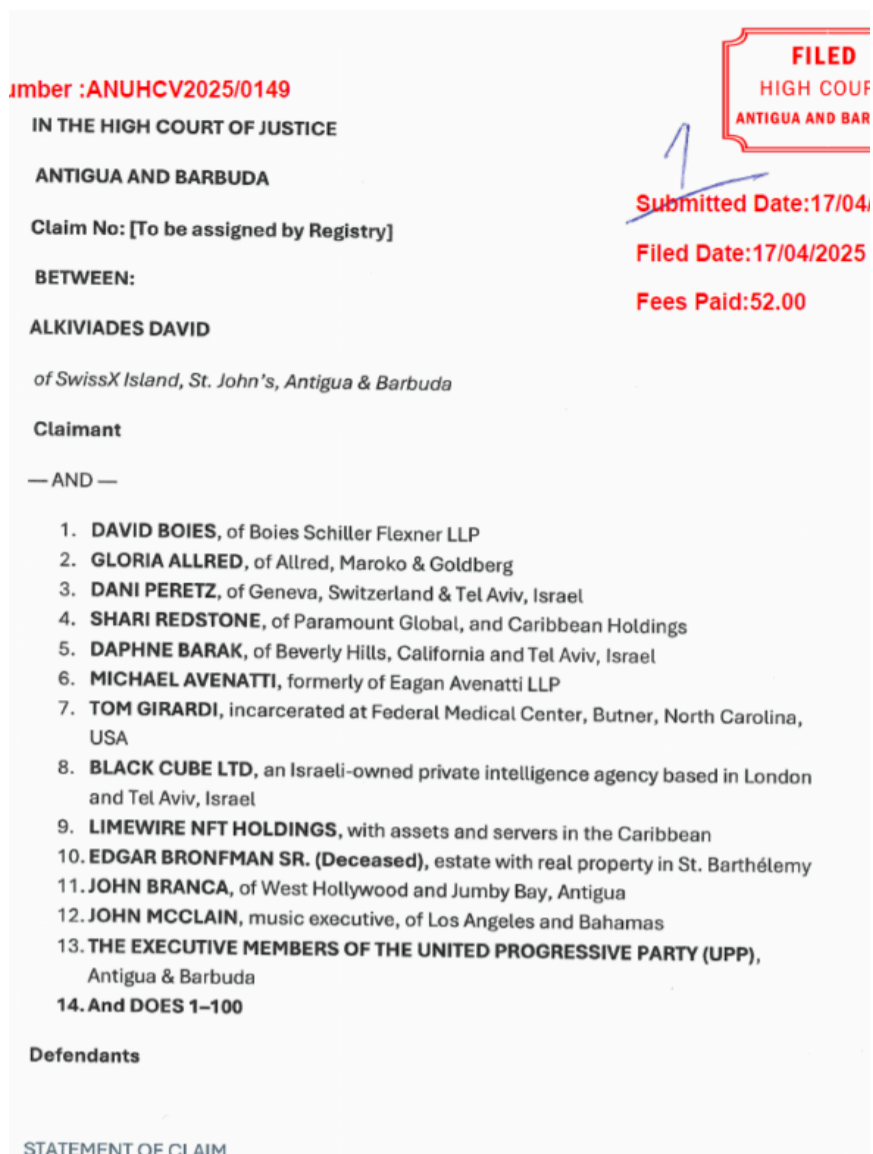 FILED
HIGH COUR
ANTIGUA AND BAR
umber :ANUHCV2025/0149
IN THE HIGH COURT OF JUSTICE
ANTIGUA AND BARBUDA
1
Claim No: [To be assigned by Registry]
Submitted Date:17/04/
BETWEEN:
Filed Date:17/04/2025
Fees Paid:52.00
ALKIVIADES DAVID
of SwissX Island, St. John's, Antigua & Barbuda
Claimant
— AND —
1. DAVID BOIES, of Boies Schiller Flexner LLP
2. GLORIA ALLRED, of Allred, Maroko & Goldberg
3. DANI PERETZ, of Geneva, Switzerland & Tel Aviv, Israel
4. SHARI REDSTONE, of Paramount Global, and Caribbean Holdings
5. DAPHNE BARAK, of Beverly Hills, California and Tel Aviv, Israel
6. MICHAEL AVENATTI, formerly of Eagan Avenatti LLP
7. TOM GIRARDI, incarcerated at Federal Medical Center, Butner, North Carolina,
USA
8. BLACK CUBE LTD, an Israeli-owned private intelligence agency based in London
and Tel Aviv, Israel
9. LIMEWIRE NFT HOLDINGS, with assets and servers in the Caribbean
10. EDGAR BRONFMAN SR. (Deceased), estate with real property in St. Barthélemy
11. JOHN BRANCA, of West Hollywood and Jumby Bay, Antigua
12. JOHN MCCLAIN, music executive, of Los Angeles and Bahamas
13. THE EXECUTIVE MEMBERS OF THE UNITED PROGRESSIVE PARTY (UPP),
Antigua & Barbuda
14. And DOES 1–100
Defendants
STATEMENT OF CLAIM